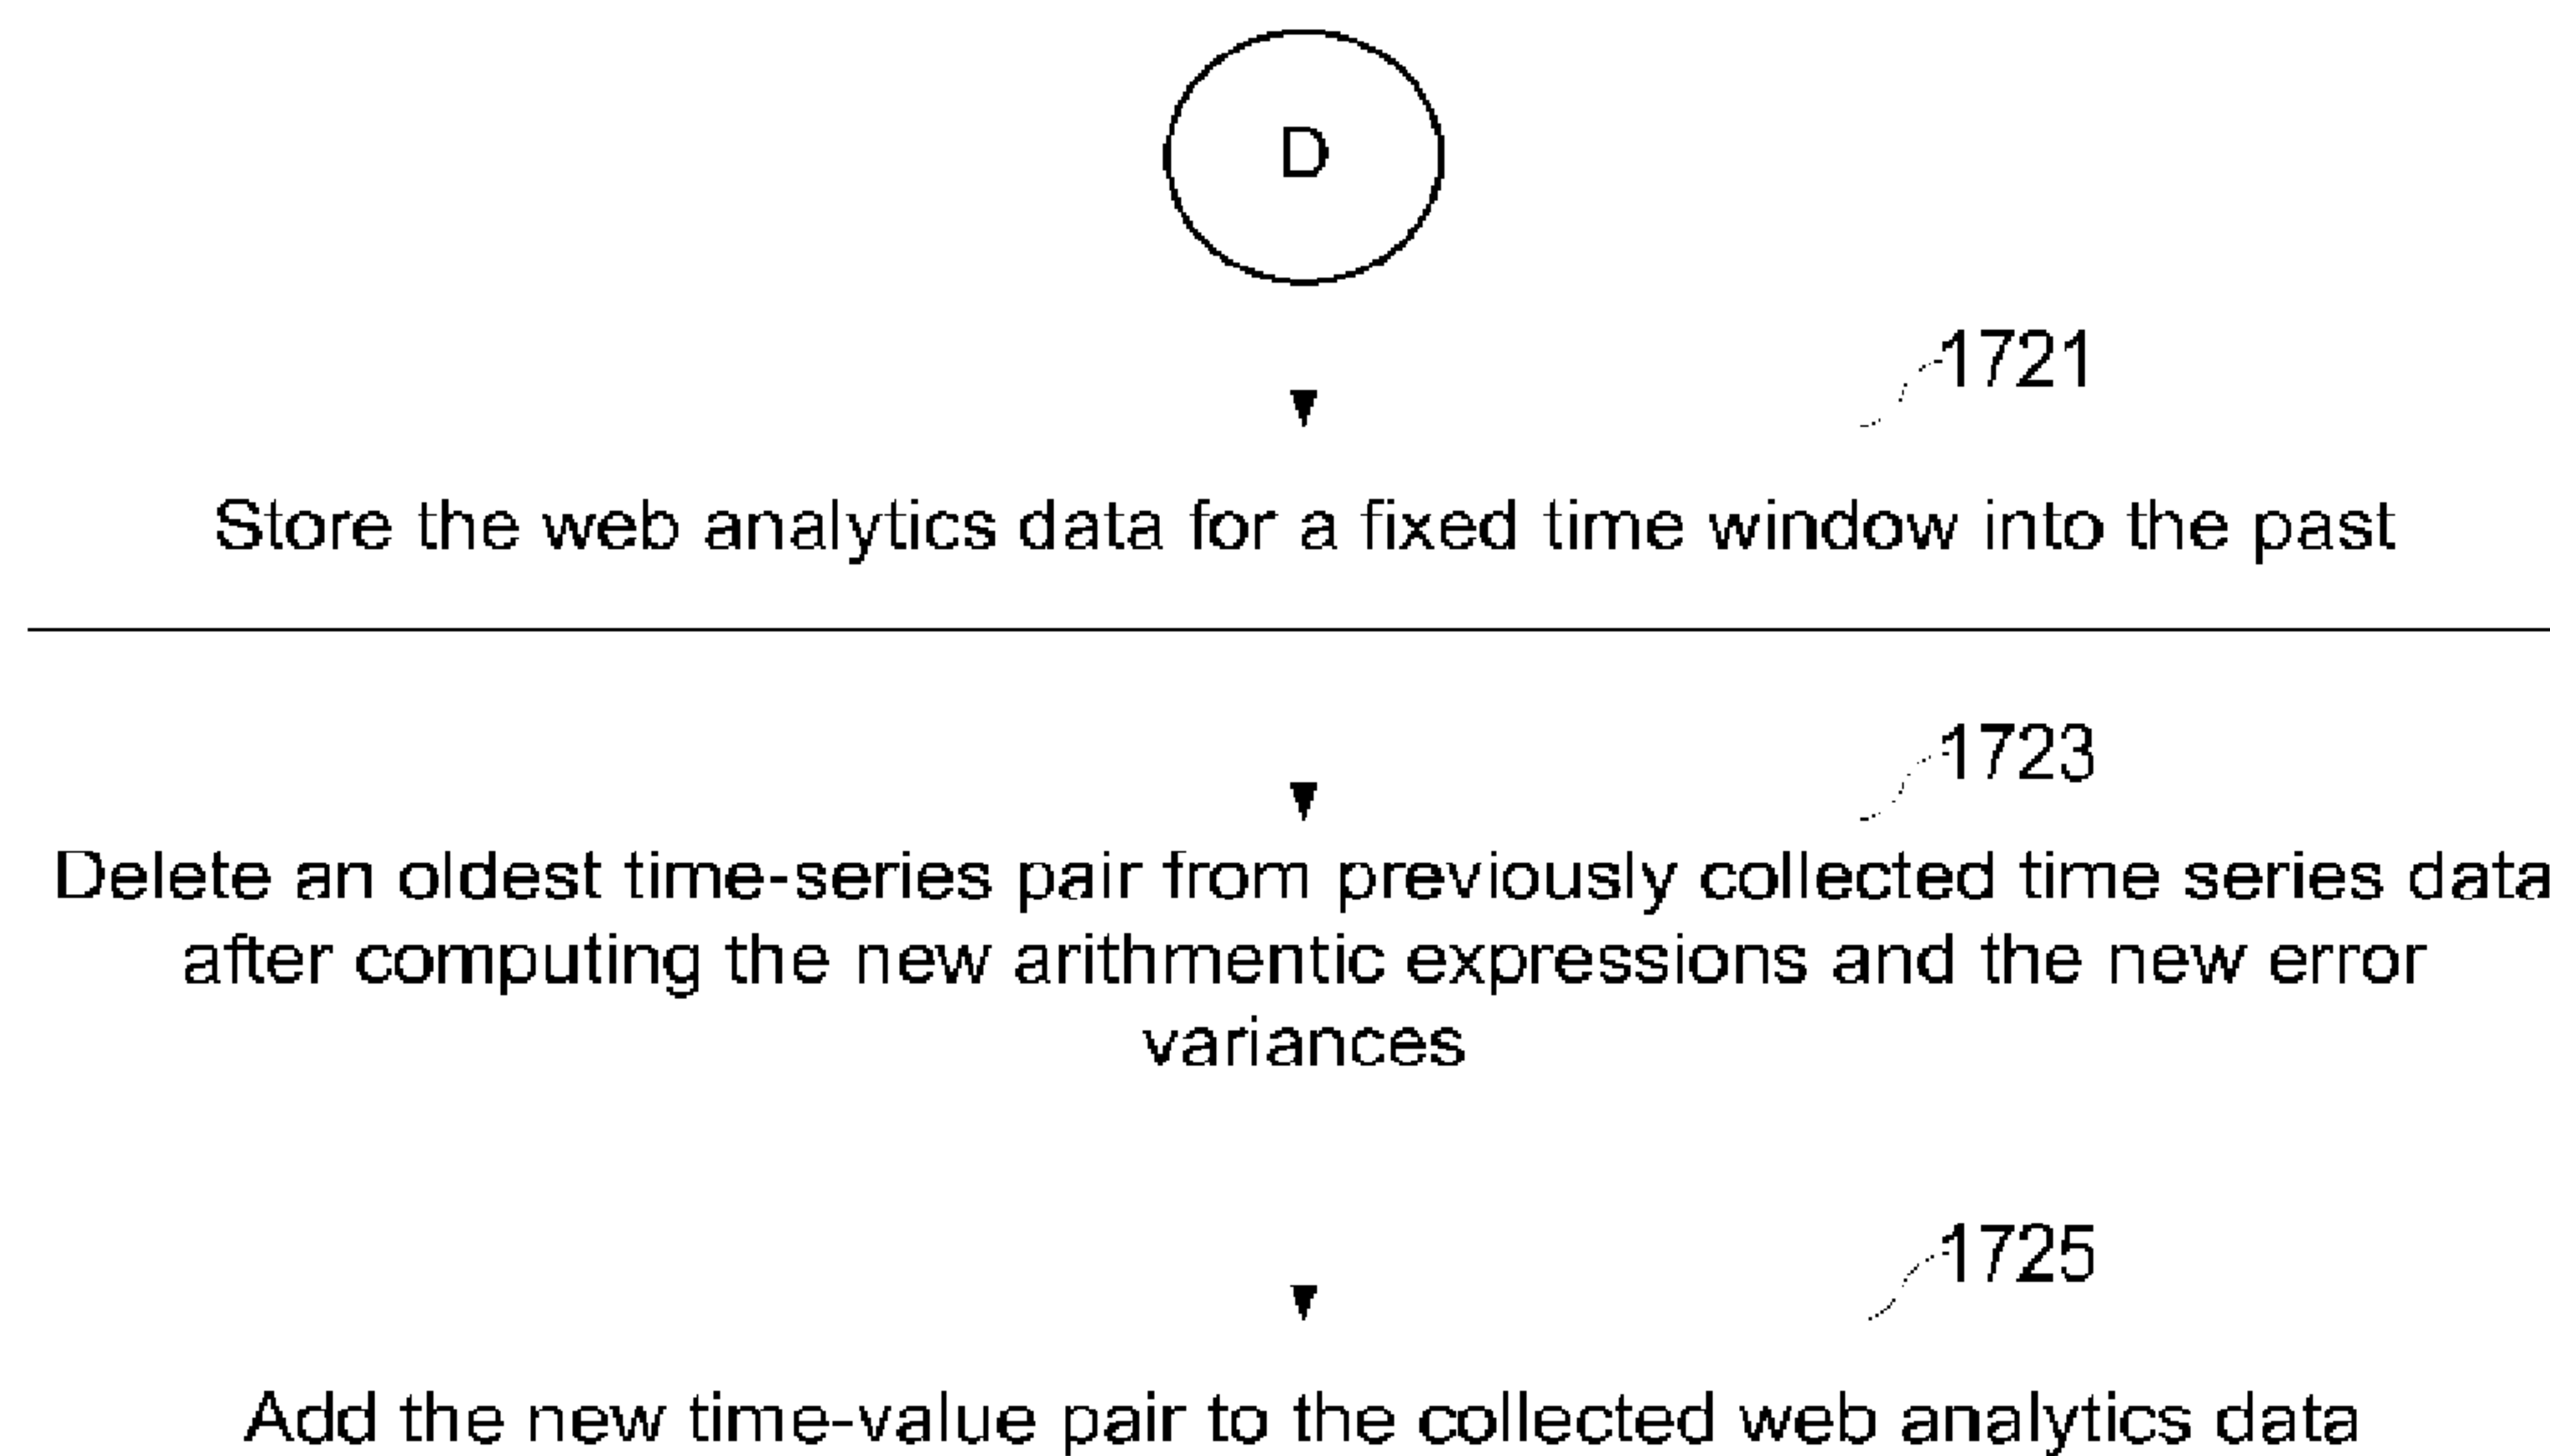 D
1721
Store the web analytics data for a fixed time window into the past
1723
Delete an oldest time-series pair from previously collected time series data
after computing the new arithmentic expressions and the new error
variances
1725
Add the new time-value pair to the collected web analytics data